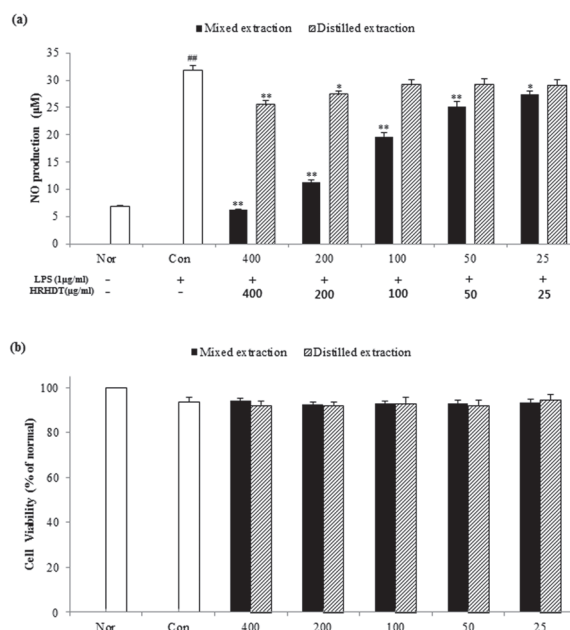 (a)
■Mixed extraction ▨Distilled extraction
NO production (μM)
35
30
25
20
15
10
5
0
##
**
**
**
*
**
**
*
Nor Con 400 200 100 50 25
LPS (1μg/ml) - + + + + + +
HRHDT(μg/ml) - - 400 200 100 50 25
(b)
■Mixed extraction ▨Distilled extraction
Cell Viability (% of normal)
100
80
60
40
20
0
Nor Con 400 200 100 50 25